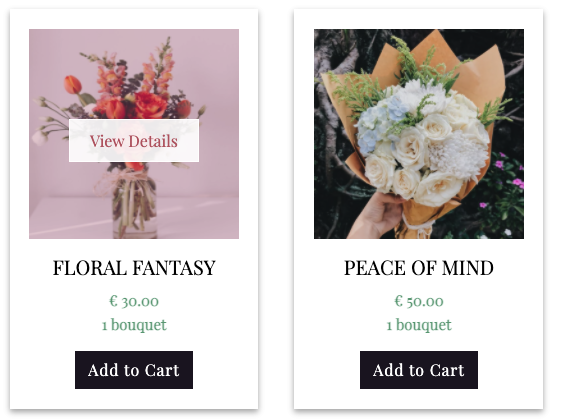 View Details
FLORAL FANTASY
€ 30.00
1 bouquet
Add to Cart
PEACE OF MIND
€ 50.00
1 bouquet
Add to Cart